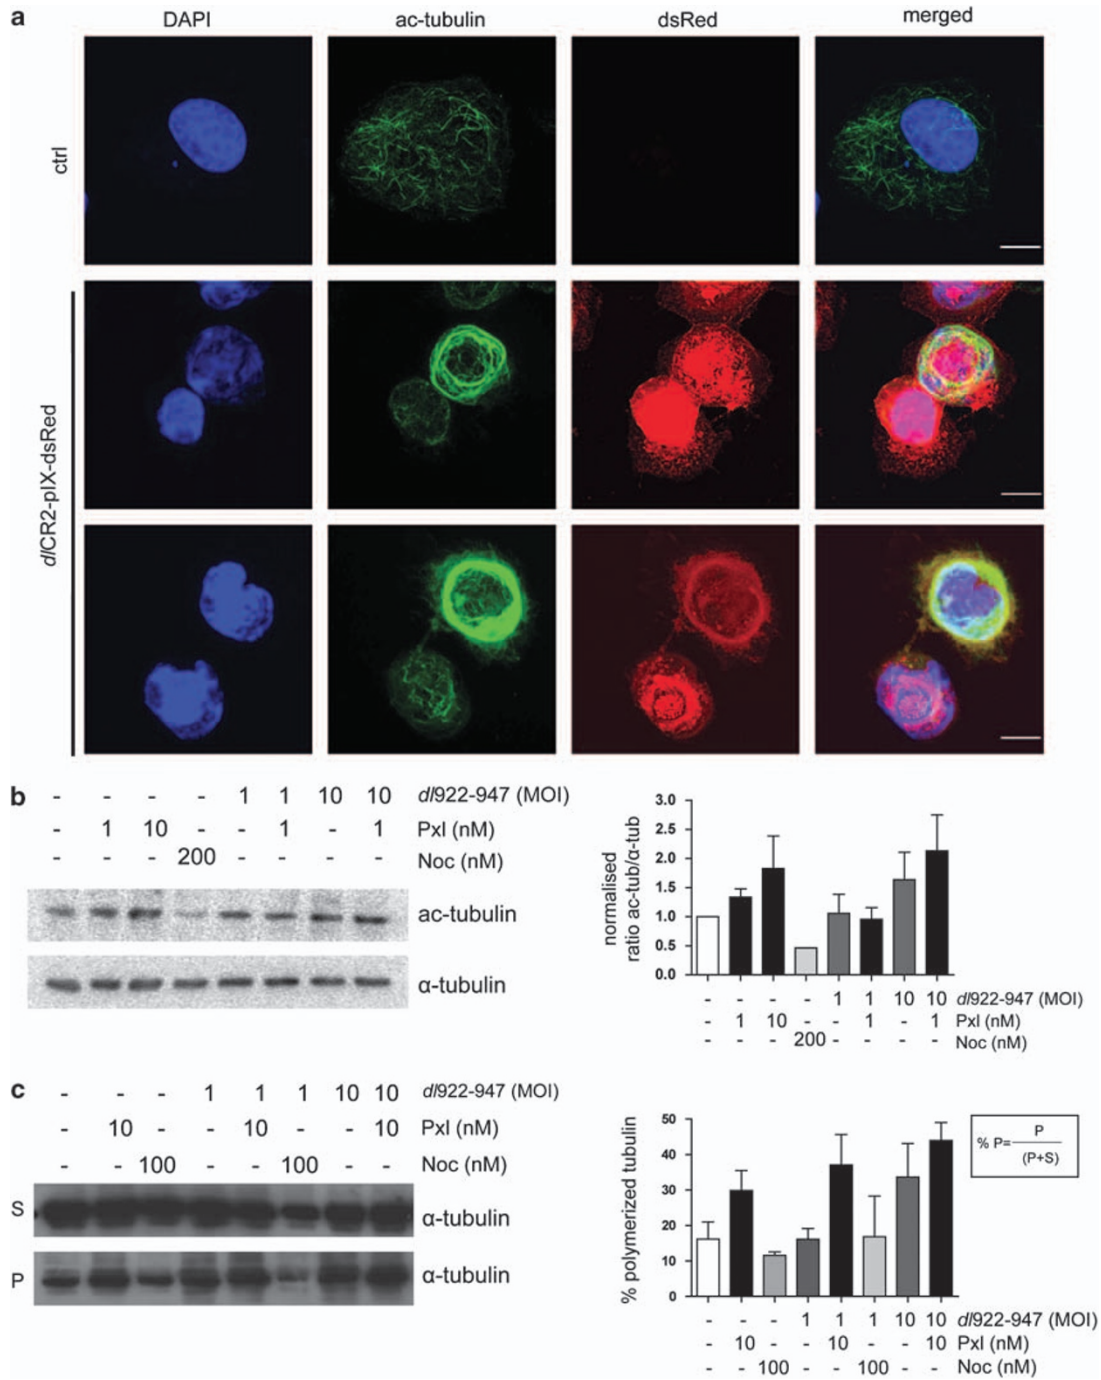 a DAPI ac-tubulin dsRed merged
ctrl
dlCR2-pIX-dsRed
b - - - - 1 1 10 10 dl922-947 (MOI)
- 1 10 - - 1 - 1 Pxl (nM)
- - - 200 - - - - Noc (nM)
ac-tubulin
α-tubulin
normalised
ratio ac-tub/α-tub
3.0
2.5
2.0
1.5
1.0
0.5
0.0
- - - - 1 1 10 10 dl922-947 (MOI)
- 1 10 - - 1 - 1 Pxl (nM)
- - - 200 - - - - Noc (nM)
c - - - 1 1 1 10 10 dl922-947 (MOI)
- 10 - - 10 - - 10 Pxl (nM)
- - 100 - - 100 - - Noc (nM)
S α-tubulin
P α-tubulin
% polymerized tubulin
50
40
30
20
10
0
% P= P
(P+S)
- - - 1 1 1 10 10 dl922-947 (MOI)
- 10 - - 10 - - 10 Pxl (nM)
- - 100 - - 100 - - Noc (nM)